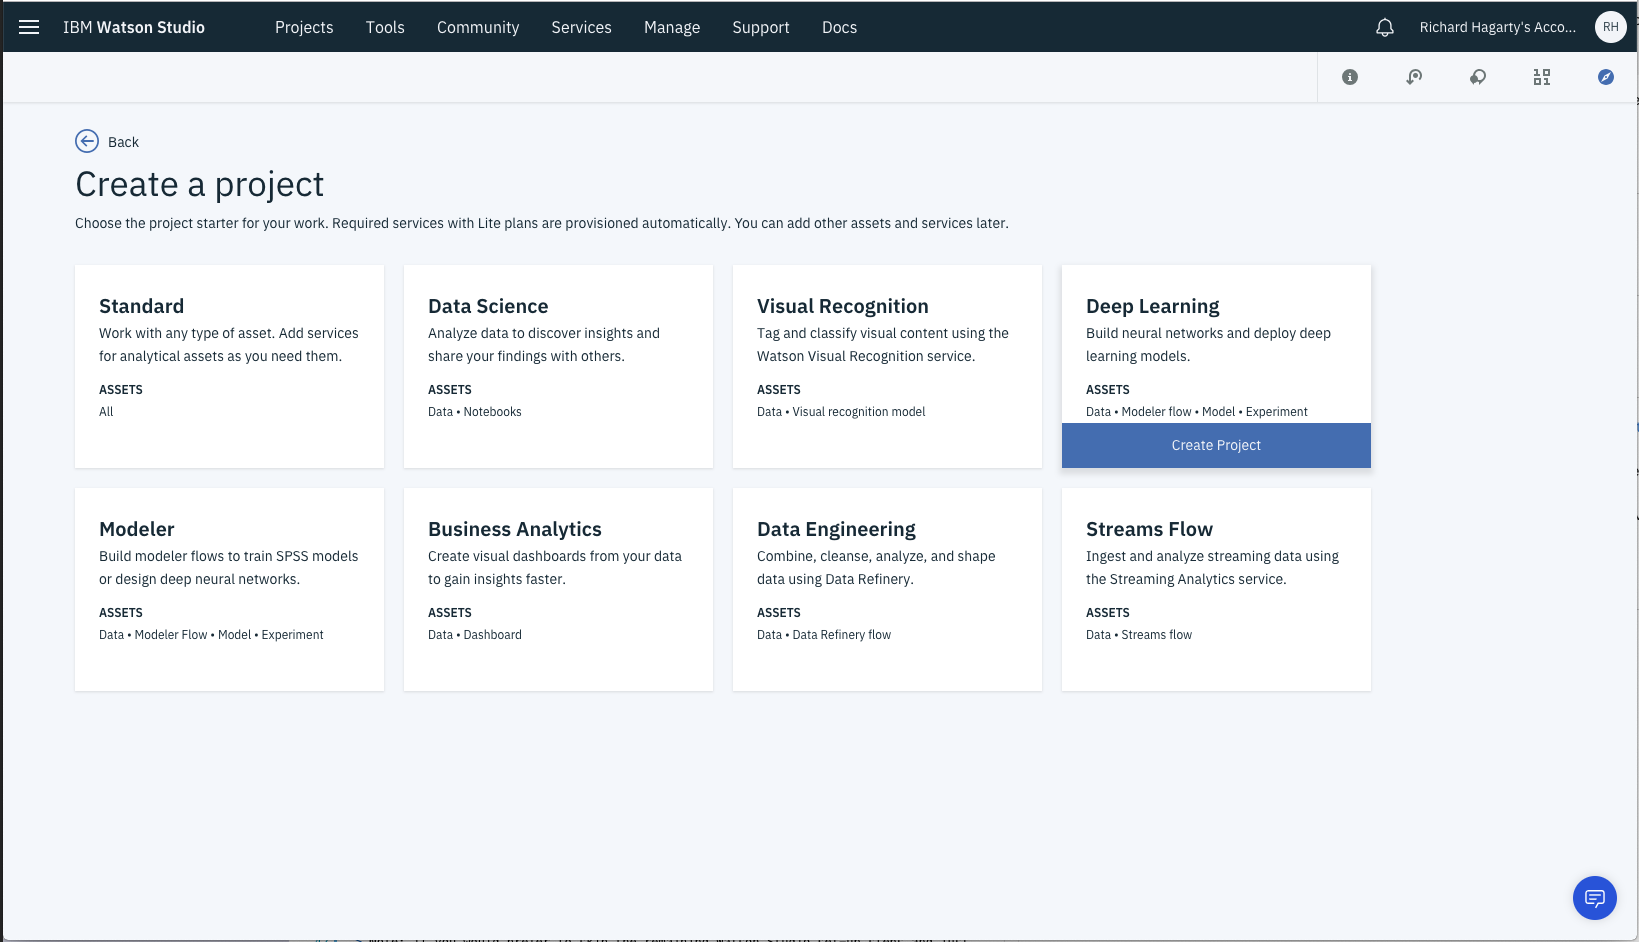 IBM Watson Studio Projects Tools Community Services Manage Support Docs Richard Hagarty's Acco... RH
Back
Create a project
Choose the project starter for your work. Required services with Lite plans are provisioned automatically. You can add other assets and services later.
Standard
Work with any type of asset. Add services
for analytical assets as you need them.
ASSETS
All
Data Science
Analyze data to discover insights and
share your findings with others.
ASSETS
Data • Notebooks
Visual Recognition
Tag and classify visual content using the
Watson Visual Recognition service.
ASSETS
Data • Visual recognition model
Deep Learning
Build neural networks and deploy deep
learning models.
ASSETS
Data • Modeler flow • Model • Experiment
Create Project
Modeler
Build modeler flows to train SPSS models
or design deep neural networks.
ASSETS
Data • Modeler Flow • Model • Experiment
Business Analytics
Create visual dashboards from your data
to gain insights faster.
ASSETS
Data • Dashboard
Data Engineering
Combine, cleanse, analyze, and shape
data using Data Refinery.
ASSETS
Data • Data Refinery flow
Streams Flow
Ingest and analyze streaming data using
the Streaming Analytics service.
ASSETS
Data • Streams flow